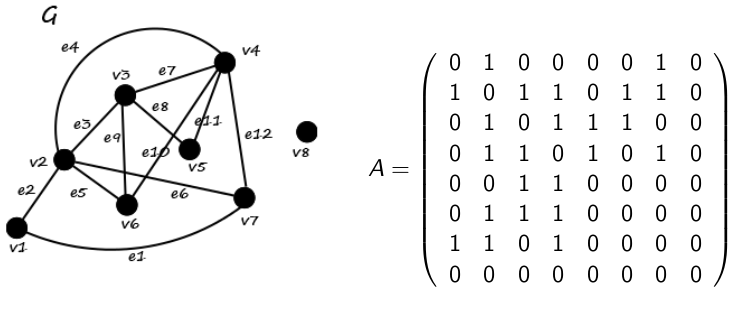 G
e4
v4
e7
v3
e8
e3
e9
e11
e12
v8
v2
e10
v5
e2
e5
e6
v6
v7
v1
e1
A =
0 1 0 0 0 0 1 0
1 0 1 1 0 1 1 0
0 1 0 1 1 1 0 0
0 1 1 0 1 0 1 0
0 0 1 1 0 0 0 0
0 1 1 1 0 0 0 0
1 1 0 1 0 0 0 0
0 0 0 0 0 0 0 0